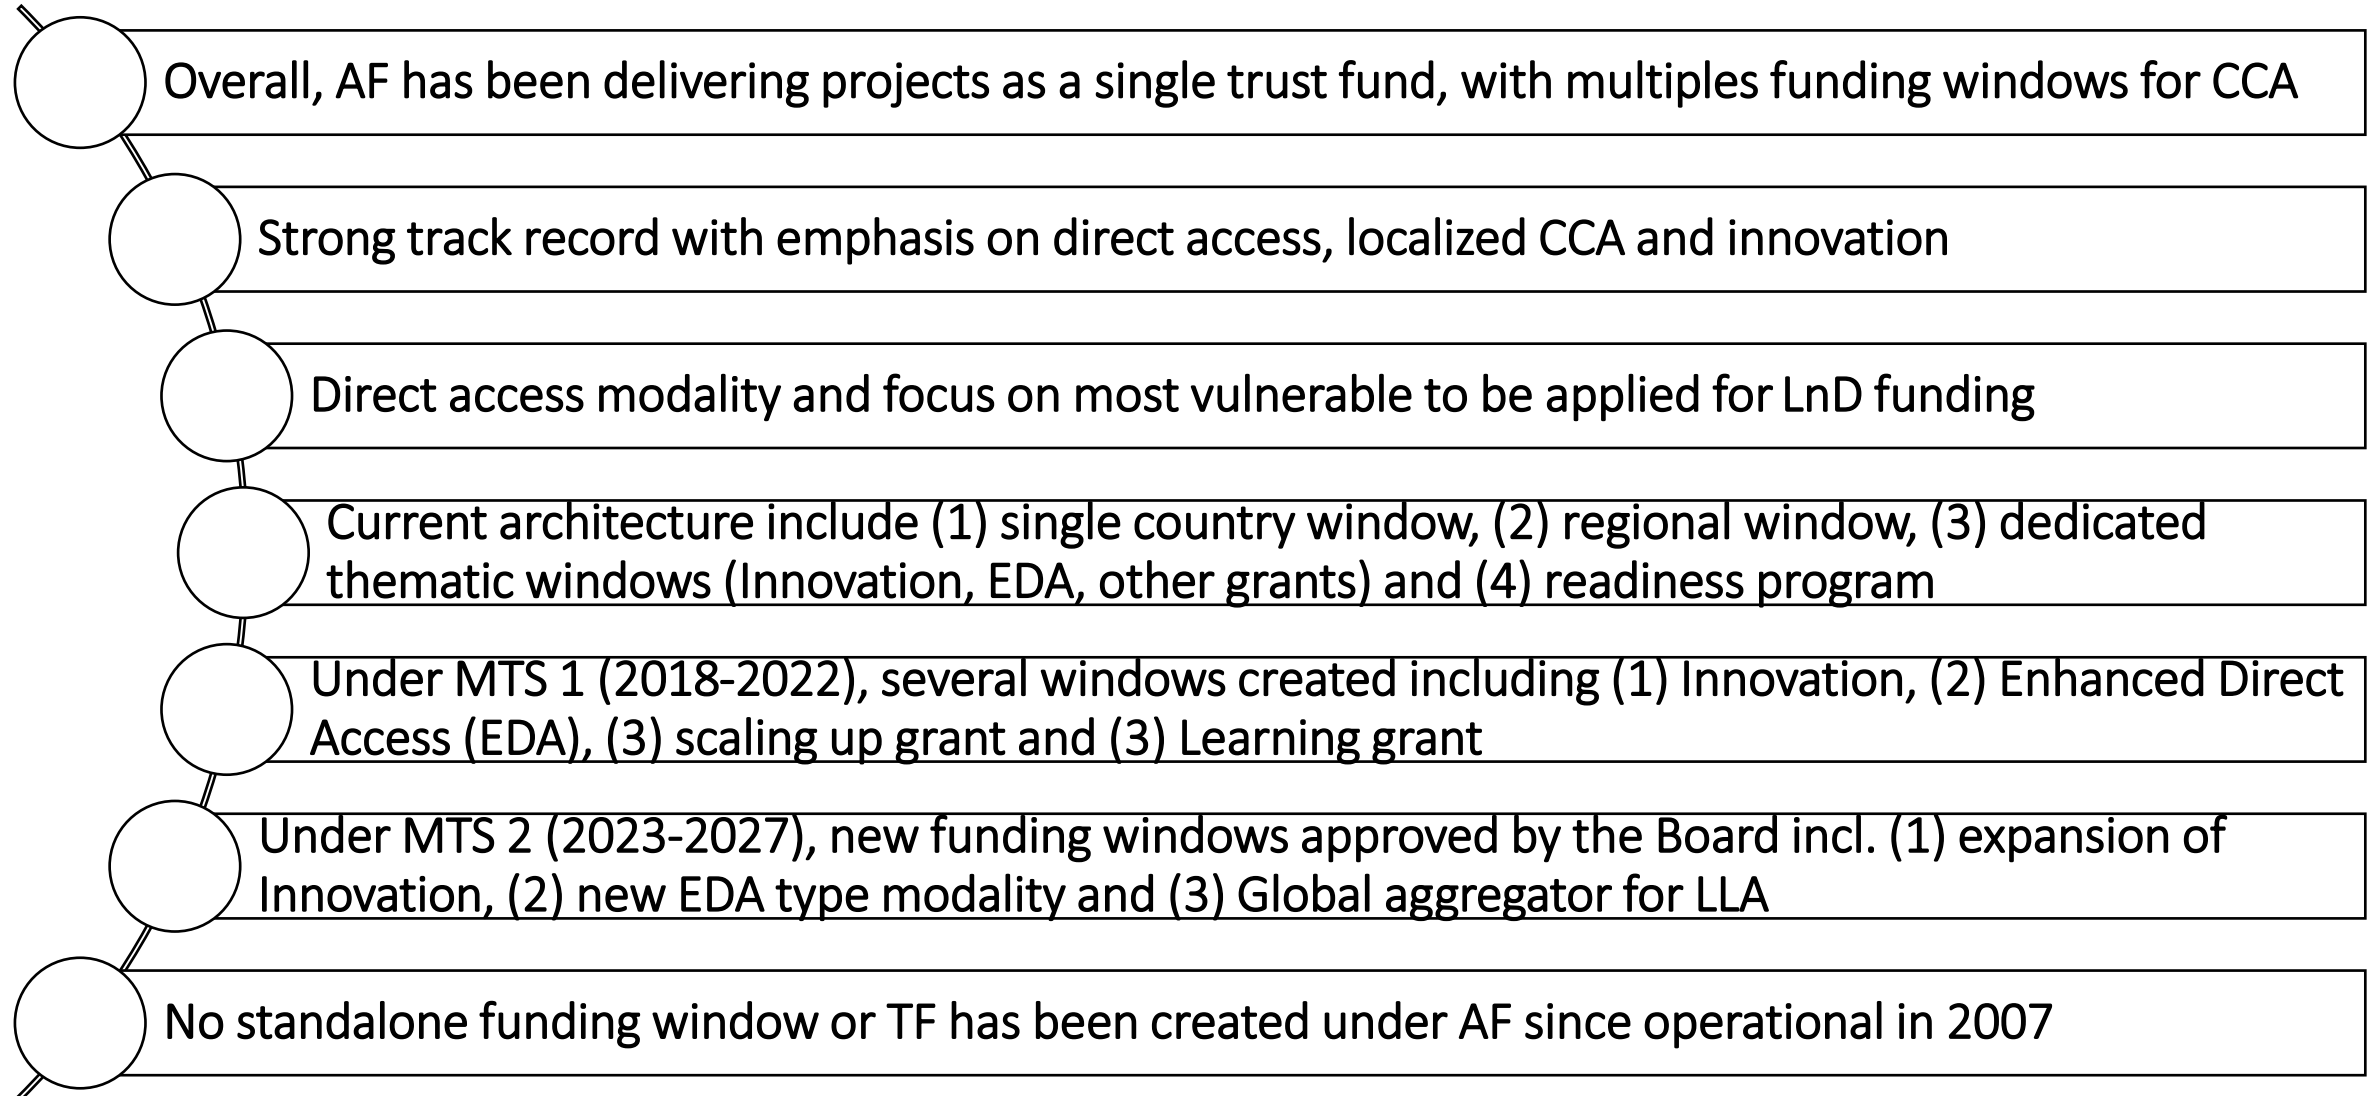 Overall, AF has been delivering projects as a single trust fund, with multiples funding windows for CCA
Strong track record with emphasis on direct access, localized CCA and innovation
Direct access modality and focus on most vulnerable to be applied for LnD funding
Current architecture include (1) single country window, (2) regional window, (3) dedicated
thematic windows (Innovation, EDA, other grants) and (4) readiness program
Under MTS 1 (2018-2022), several windows created including (1) Innovation, (2) Enhanced Direct
Access (EDA), (3) scaling up grant and (3) Learning grant
Under MTS 2 (2023-2027), new funding windows approved by the Board incl. (1) expansion of
Innovation, (2) new EDA type modality and (3) Global aggregator for LLA
No standalone funding window or TF has been created under AF since operational in 2007